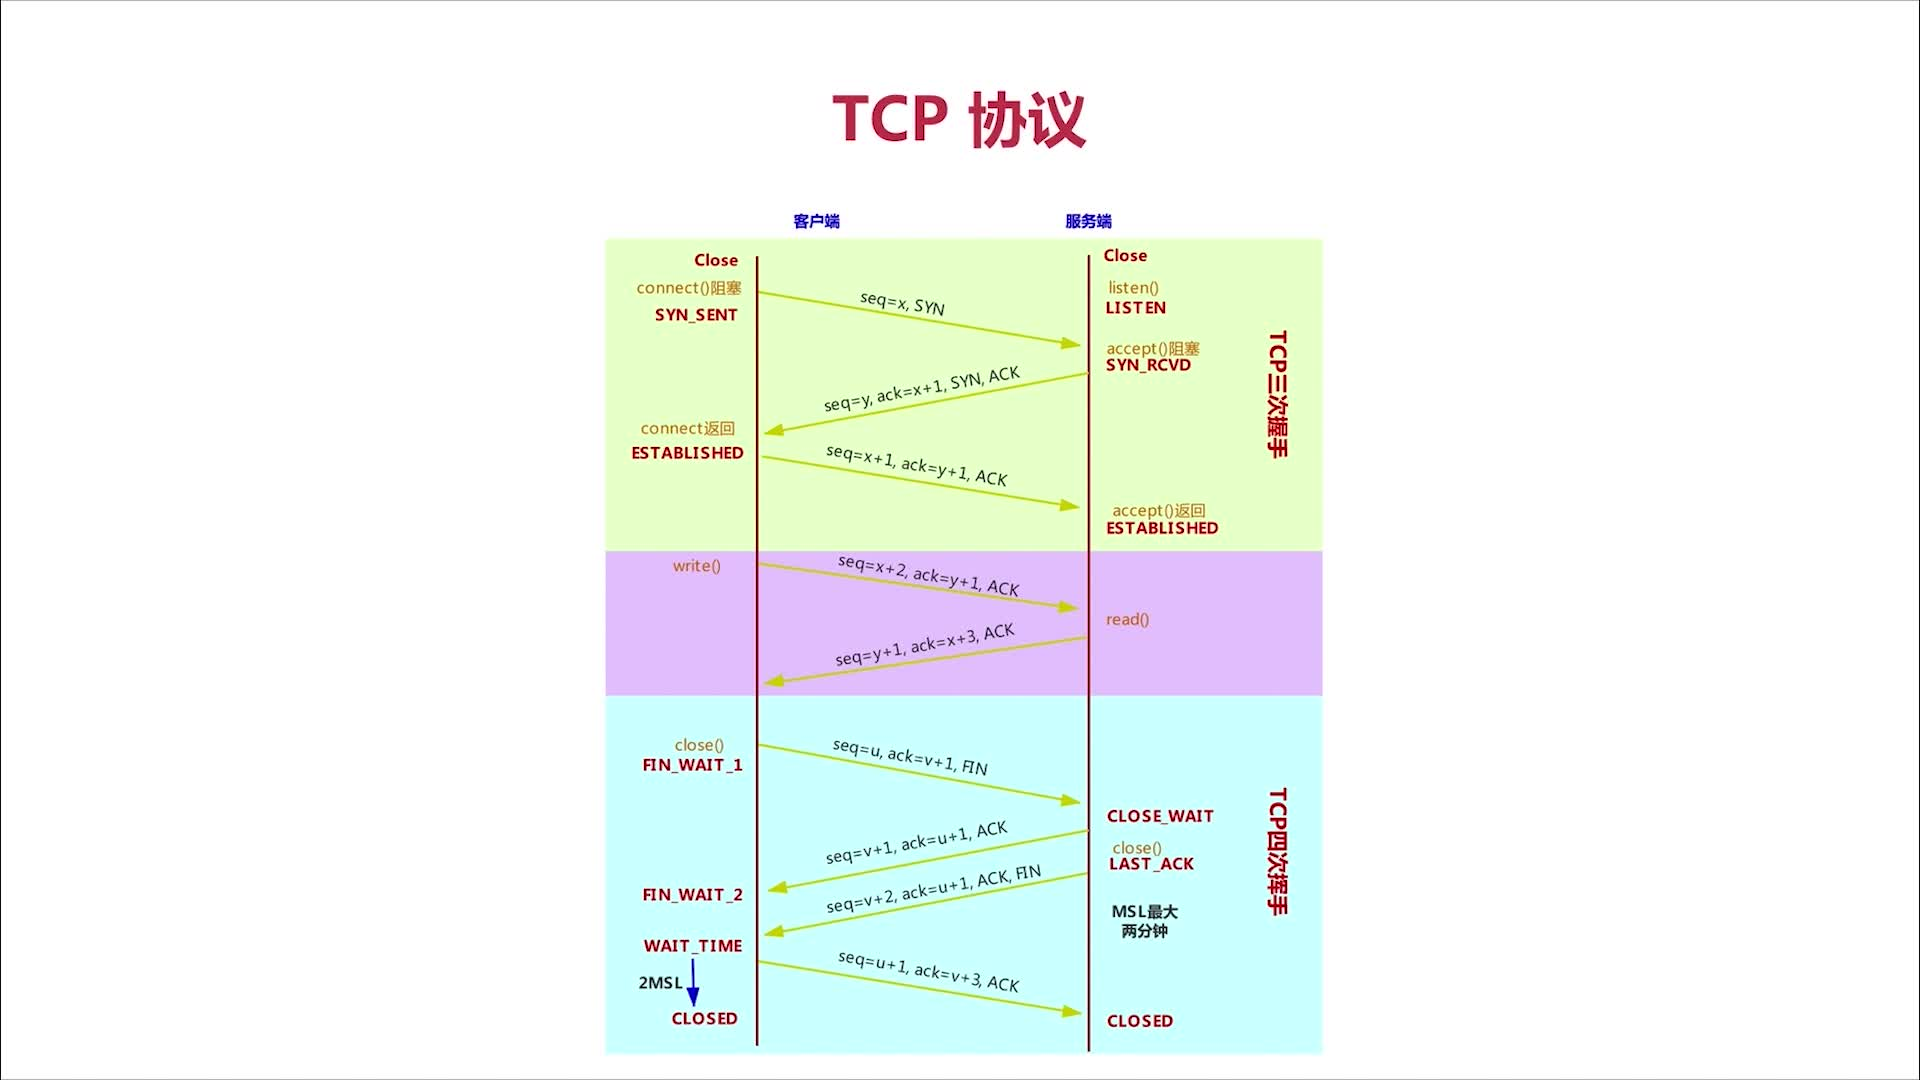 TCP 协议
客户端
服务端
Close
Close
connect()阻塞
listen()
SYN_SENT
seq=x, SYN
LISTEN
accept()阻塞
SYN_RCVD
seq=y, ack=x+1, SYN, ACK
connect返回
ESTABLISHED
seq=x+1, ack=y+1, ACK
accept()返回
ESTABLISHED
TCP三次握手
write()
seq=x+2, ack=y+1, ACK
read()
seq=y+1, ack=x+3, ACK
close()
FIN_WAIT_1
seq=u, ack=v+1, FIN
CLOSE_WAIT
seq=v+1, ack=u+1, ACK
close()
LAST_ACK
FIN_WAIT_2
seq=v+2, ack=u+1, ACK, FIN
MSL最大
两分钟
WAIT_TIME
seq=u+1, ack=v+3, ACK
2MSL
CLOSED
CLOSED
TCP四次挥手